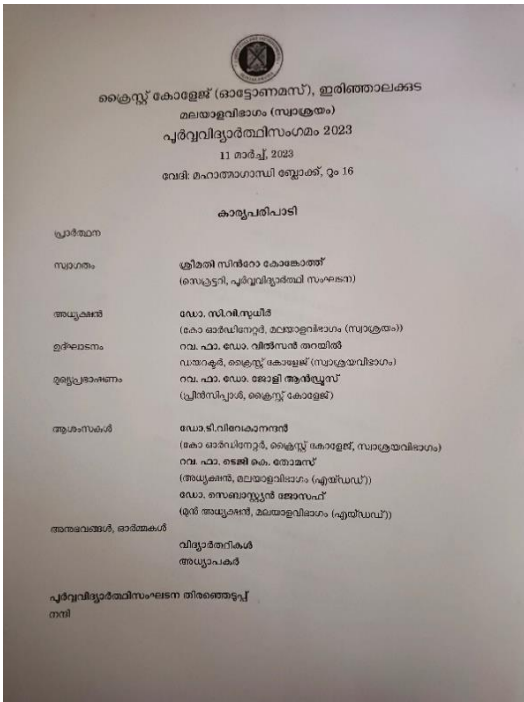 ക്രൈസ്റ്റ് കോളേജ് (ഓട്ടോണമസ്), ഇരിഞ്ഞാലക്കുട
മലയാളവിഭാഗം (സ്വാശ്രയം)
പൂർവ്വവിദ്യാർത്ഥിസംഗമം 2023
11 മാർച്ച്, 2023
വേദി: മഹാത്മാഗാന്ധി ബ്ലോക്ക്, റൂം 16
കാര്യപരിപാടി
പ്രാർത്ഥന
സ്വാഗതം ശ്രീമതി സിൻറോ കോങ്കോത്ത്
(സെക്രട്ടറി, പൂർവ്വവിദ്യാർത്ഥി സംഘടന)
അധ്യക്ഷൻ ഡോ. സി.വി.സുധീർ
(കോ ഓർഡിനേറ്റർ, മലയാളവിഭാഗം (സ്വാശ്രയം))
ഉദ്ഘാടനം റവ. ഫാ. ഡോ. വിൽസൻ തറയിൽ
ഡയറക്ടർ, ക്രൈസ്റ്റ് കോളേജ് (സ്വാശ്രയവിഭാഗം)
മുഖ്യപ്രഭാഷണം റവ. ഫാ. ഡോ. ജോളി ആൻഡ്രൂസ്
(പ്രിൻസിപ്പാൾ, ക്രൈസ്റ്റ് കോളേജ്)
ആശംസകൾ ഡോ.ടി.വിവേകാനന്ദൻ
(കോ ഓർഡിനേറ്റർ, ക്രൈസ്റ്റ് കോളേജ്, സ്വാശ്രയവിഭാഗം)
റവ. ഫാ. ടെജി കെ. തോമസ്
(അധ്യക്ഷൻ, മലയാളവിഭാഗം (എയ്ഡഡ്))
ഡോ. സെബാസ്റ്റ്യൻ ജോസഫ്
(മുൻ അധ്യക്ഷൻ, മലയാളവിഭാഗം (എയ്ഡഡ്))
അനുഭവങ്ങൾ, ഓർമ്മകൾ
വിദ്യാർത്ഥികൾ
അധ്യാപകർ
പൂർവ്വവിദ്യാർത്ഥിസംഘടന തിരഞ്ഞെടുപ്പ്
നന്ദി